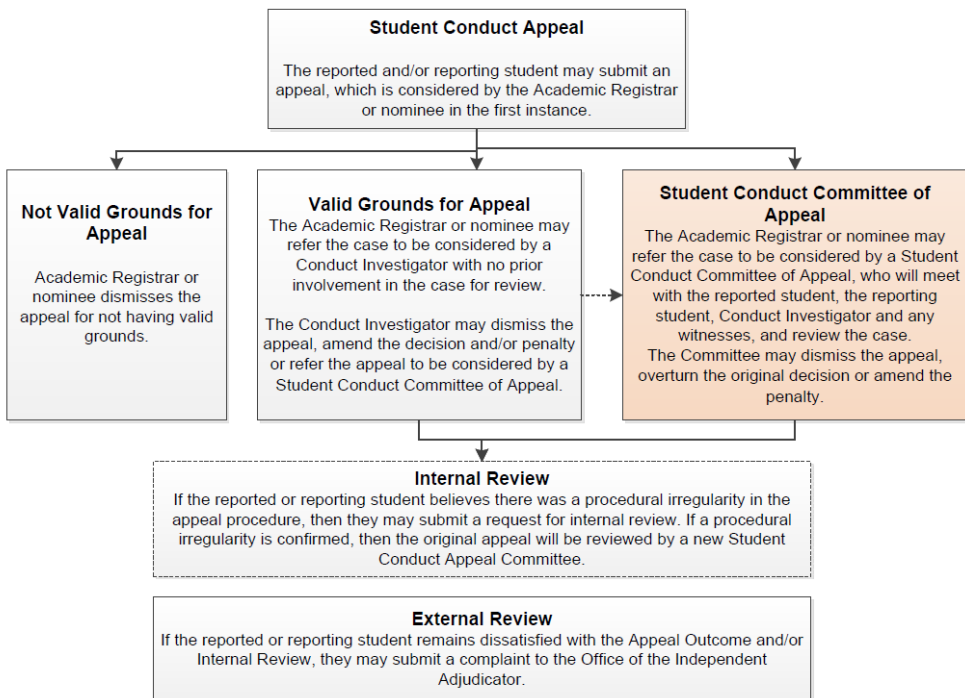 Student Conduct Appeal
The reported and/or reporting student may submit an
appeal, which is considered by the Academic Registrar
or nominee in the first instance.
Not Valid Grounds for
Appeal
Academic Registrar or
nominee dismisses the
appeal for not having valid
grounds.
Valid Grounds for Appeal
The Academic Registrar or nominee may
refer the case to be considered by a
Conduct Investigator with no prior
involvement in the case for review.
The Conduct Investigator may dismiss the
appeal, amend the decision and/or penalty
or refer the appeal to be considered by a
Student Conduct Committee of Appeal.
Student Conduct Committee of
Appeal
The Academic Registrar or nominee may
refer the case to be considered by a Student
Conduct Committee of Appeal, who will meet
with the reported student, the reporting
student, Conduct Investigator and any
witnesses, and review the case.
The Committee may dismiss the appeal,
overturn the original decision or amend the
penalty.
Internal Review
If the reported or reporting student believes there was a procedural irregularity in the
appeal procedure, then they may submit a request for internal review. If a procedural
irregularity is confirmed, then the original appeal will be reviewed by a new Student
Conduct Appeal Committee.
External Review
If the reported or reporting student remains dissatisfied with the Appeal Outcome and/or
Internal Review, they may submit a complaint to the Office of the Independent
Adjudicator.